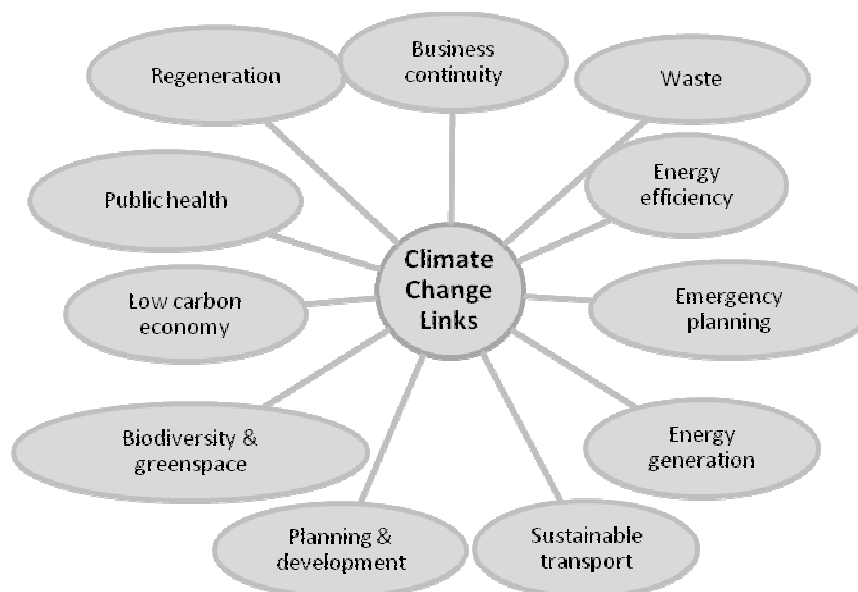 Business
continuity
Regeneration
Waste
Energy
efficiency
Public health
Climate
Change
Links
Low carbon
economy
Emergency
planning
Biodiversity &
greenspace
Energy
generation
Planning &
development
Sustainable
transport